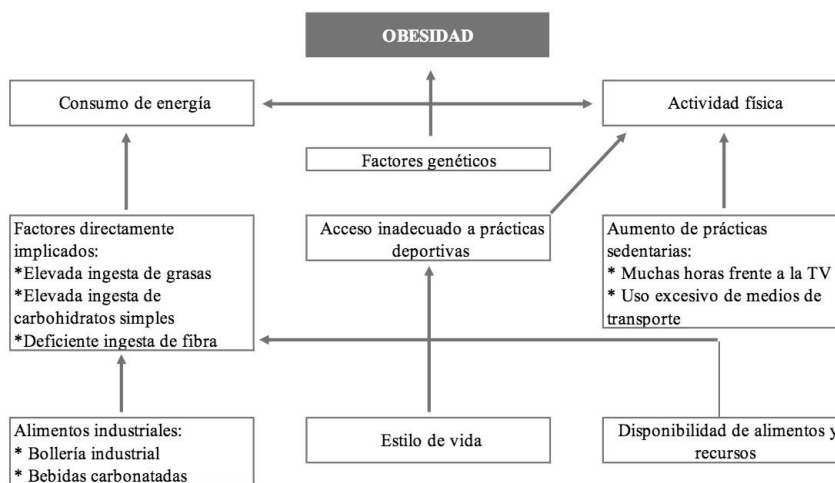 OBESIDAD
Consumo de energía
Actividad física
Factores genéticos
Factores directamente
implicados:
*Elevada ingesta de grasas
*Elevada ingesta de
carbohidratos simples
*Deficiente ingesta de fibra
Acceso inadecuado a prácticas
deportivas
Aumento de prácticas
sedentarias:
* Muchas horas frente a la TV
* Uso excesivo de medios de
transporte
Alimentos industriales:
* Bollería industrial
* Bebidas carbonatadas
Estilo de vida
Disponibilidad de alimentos y
recursos